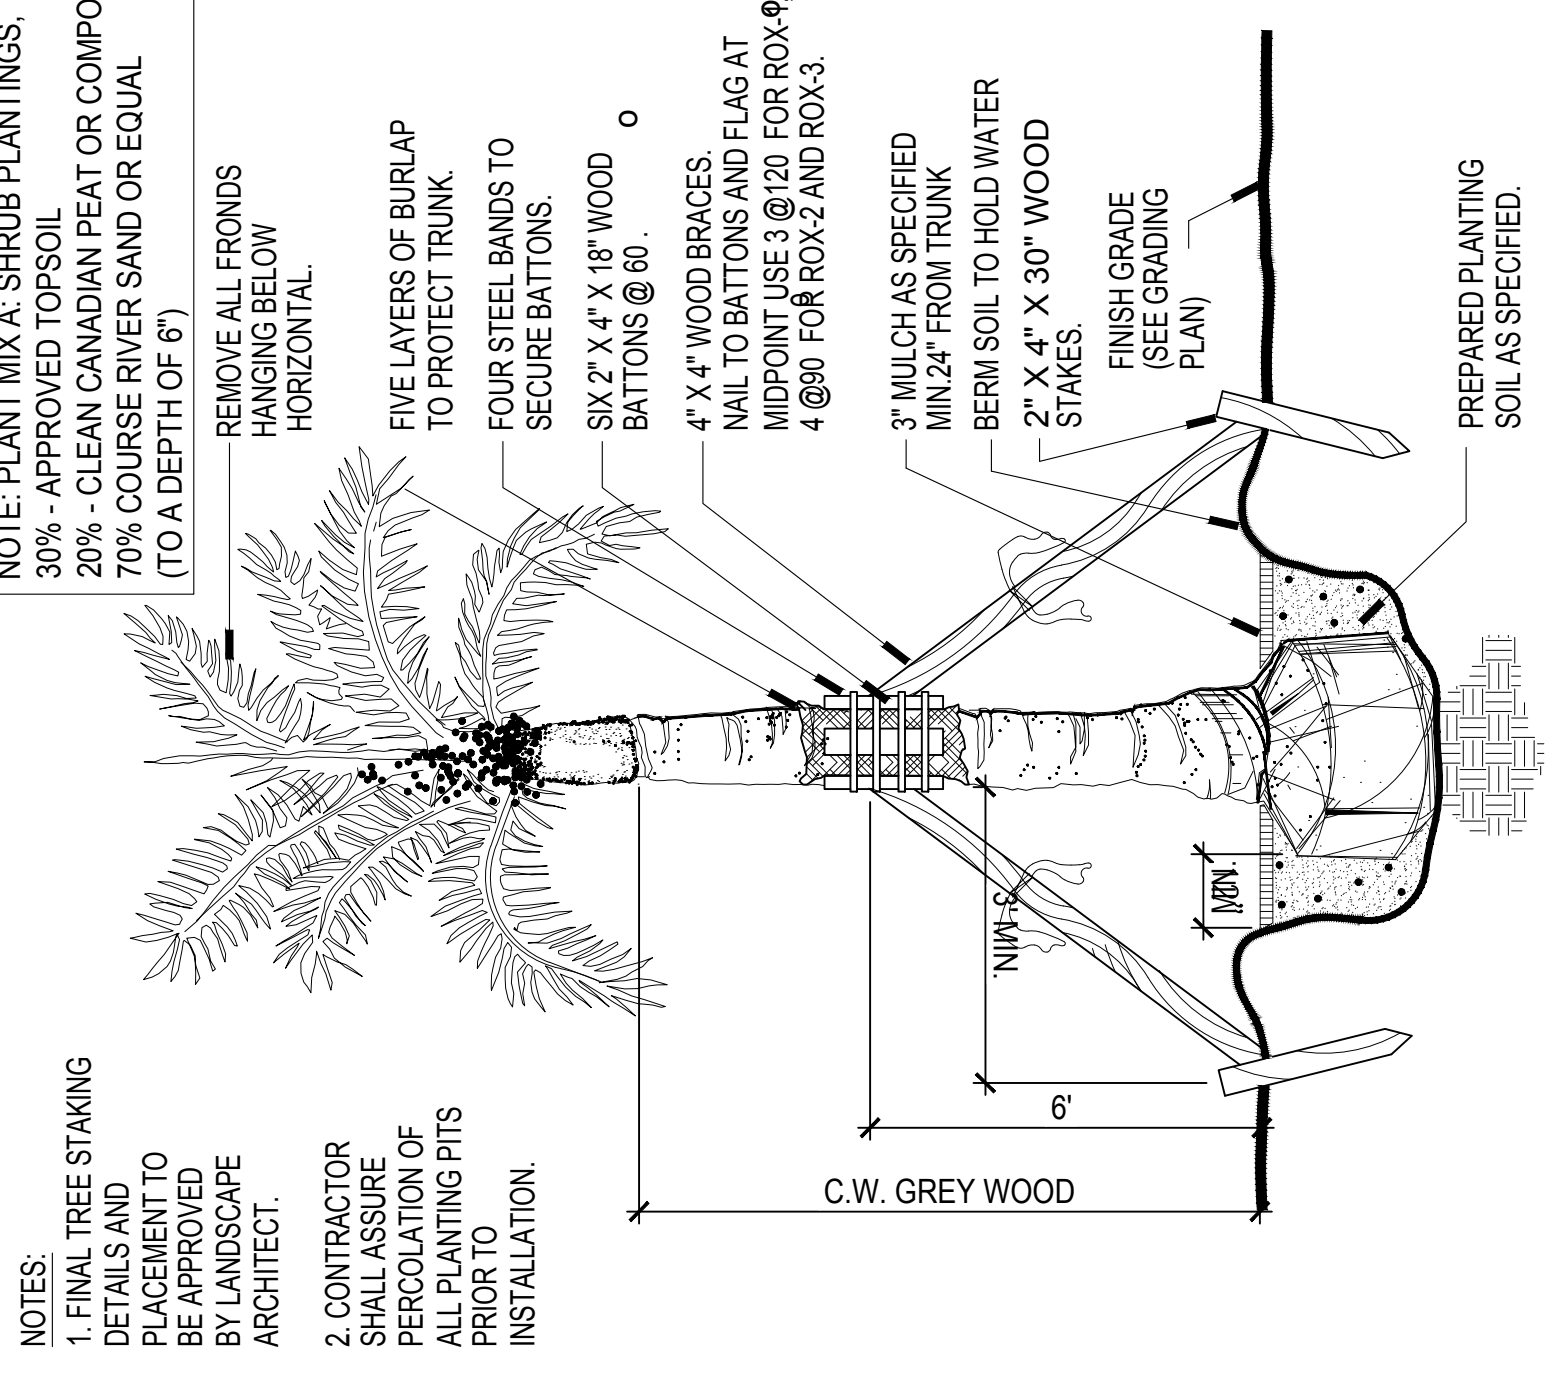 NOTE: PLANT MIX A: SHRUB PLANTINGS,
30% - APPROVED TOPSOIL
20% - CLEAN CANADIAN PEAT OR COMPO
70% COURSE RIVER SAND OR EQUAL
(TO A DEPTH OF 6")
REMOVE ALL FRONDS
HANGING BELOW
HORIZONTAL.
FIVE LAYERS OF BURLAP
TO PROTECT TRUNK.
FOUR STEEL BANDS TO
SECURE BATTONS.
SIX 2" X 4" X 18" WOOD
BATTONS @ 60 .
O
4" X 4" WOOD BRACES.
NAIL TO BATTONS AND FLAG AT
MIDPOINT USE 3 @120 FOR ROX-1,
4 @90 FOR ROX-2 AND ROX-3.
3" MULCH AS SPECIFIED
MIN.24" FROM TRUNK
BERM SOIL TO HOLD WATER
2" X 4" X 30" WOOD
STAKES.
FINISH GRADE
(SEE GRADING
PLAN)
PREPARED PLANTING
SOIL AS SPECIFIED.
MIN.
3' MIN.
6'
C.W. GREY WOOD
NOTES:
1. FINAL TREE STAKING
DETAILS AND
PLACEMENT TO
BE APPROVED
BY LANDSCAPE
ARCHITECT.
2. CONTRACTOR
SHALL ASSURE
PERCOLATION OF
ALL PLANTING PITS
PRIOR TO
INSTALLATION.